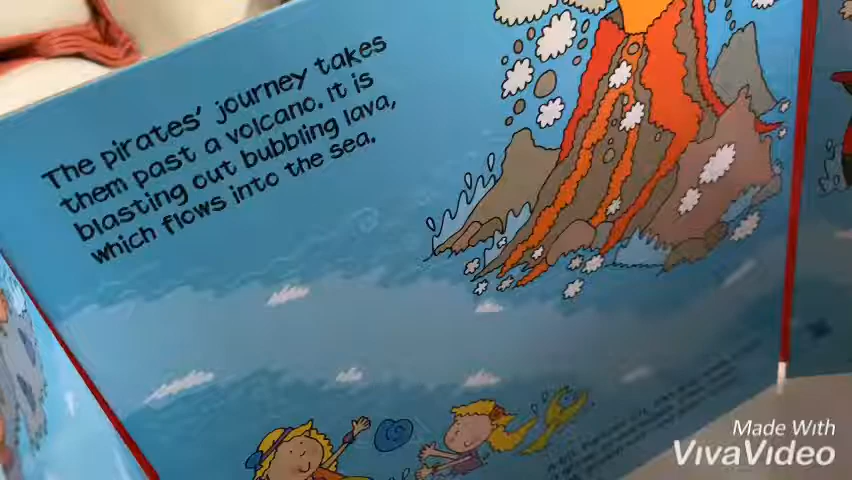 The pirates' journey takes
them past a volcano. It is
blasting out bubbling lava,
which flows into the sea.
Made With
VivaVideo